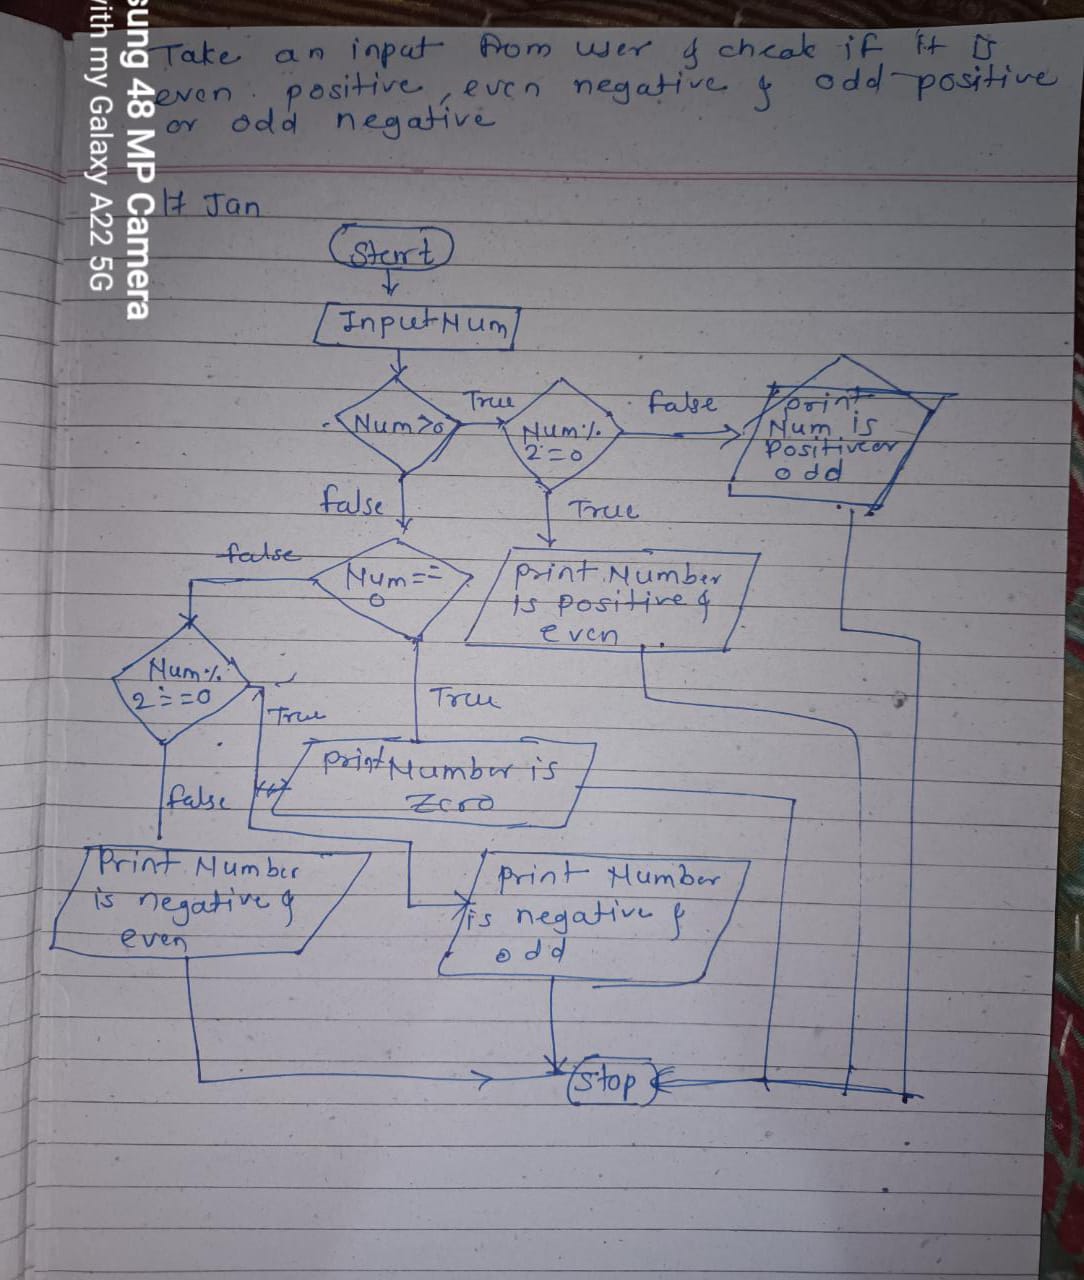 Take an input from user & cheak if it is
even positive, even negative & odd positive
or odd negative
17 Jan
Start
Input Num
Num>0
True
Num%
2==0
false
print
Num is
Positive or
odd
false
True
false
Num==
0
print Number
is positive &
even
Num%
2==0
True
True
print Number is
Zero
false
Print Number
is negative &
even
print Number
is negative &
odd
Stop
sung 48 MP Camera
with my Galaxy A22 5G